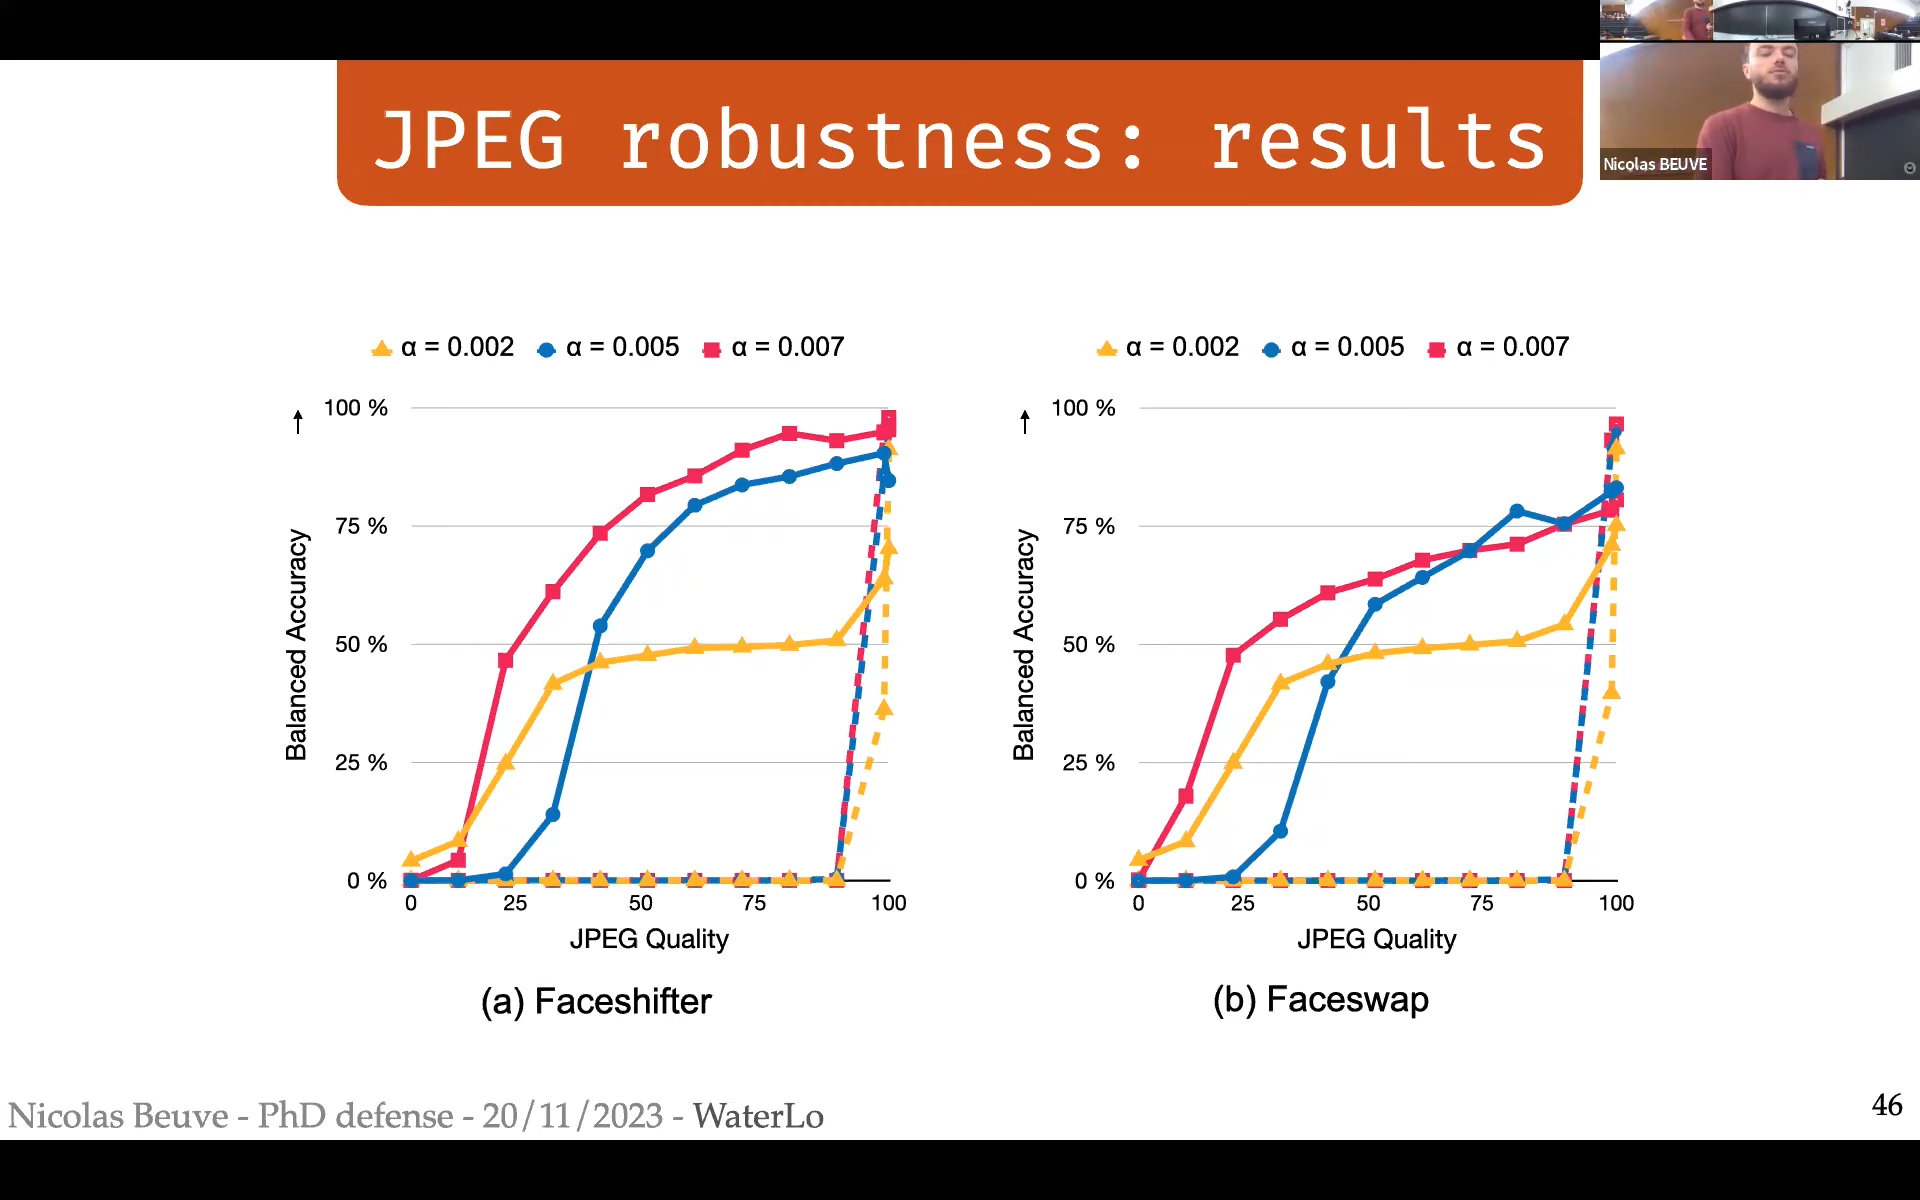 JPEG robustness: results
Nicolas BEUVE
α = 0.002 α = 0.005 α = 0.007
100 %
75 %
50 %
25 %
0 %
Balanced Accuracy
0 25 50 75 100
JPEG Quality
(a) Faceshifter
α = 0.002 α = 0.005 α = 0.007
100 %
75 %
50 %
25 %
0 %
Balanced Accuracy
0 25 50 75 100
JPEG Quality
(b) Faceswap
Nicolas Beuve - PhD defense - 20/11/2023 - WaterLo
46